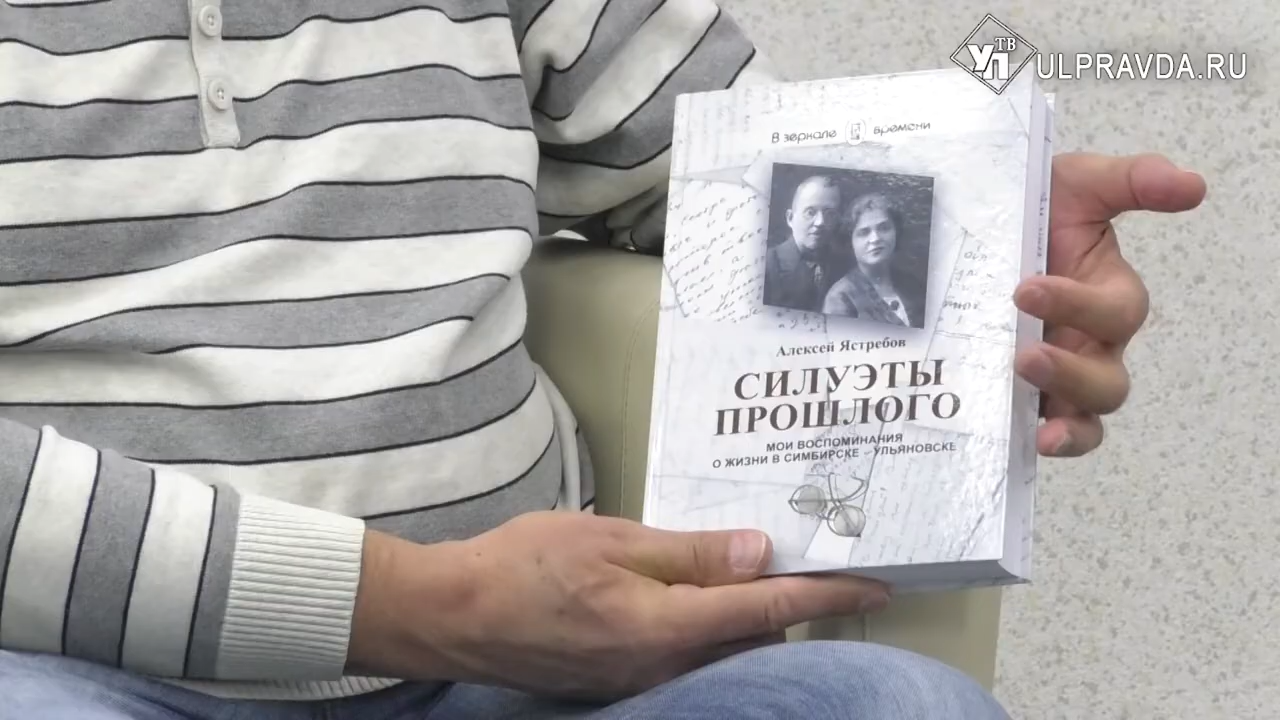 УП ТВ ULPRAVDA.RU
В зеркале времени
Алексей Ястребов
СИЛУЭТЫ
ПРОШЛОГО
МОИ ВОСПОМИНАНИЯ
О ЖИЗНИ В СИМБИРСКЕ – УЛЬЯНОВСКЕ